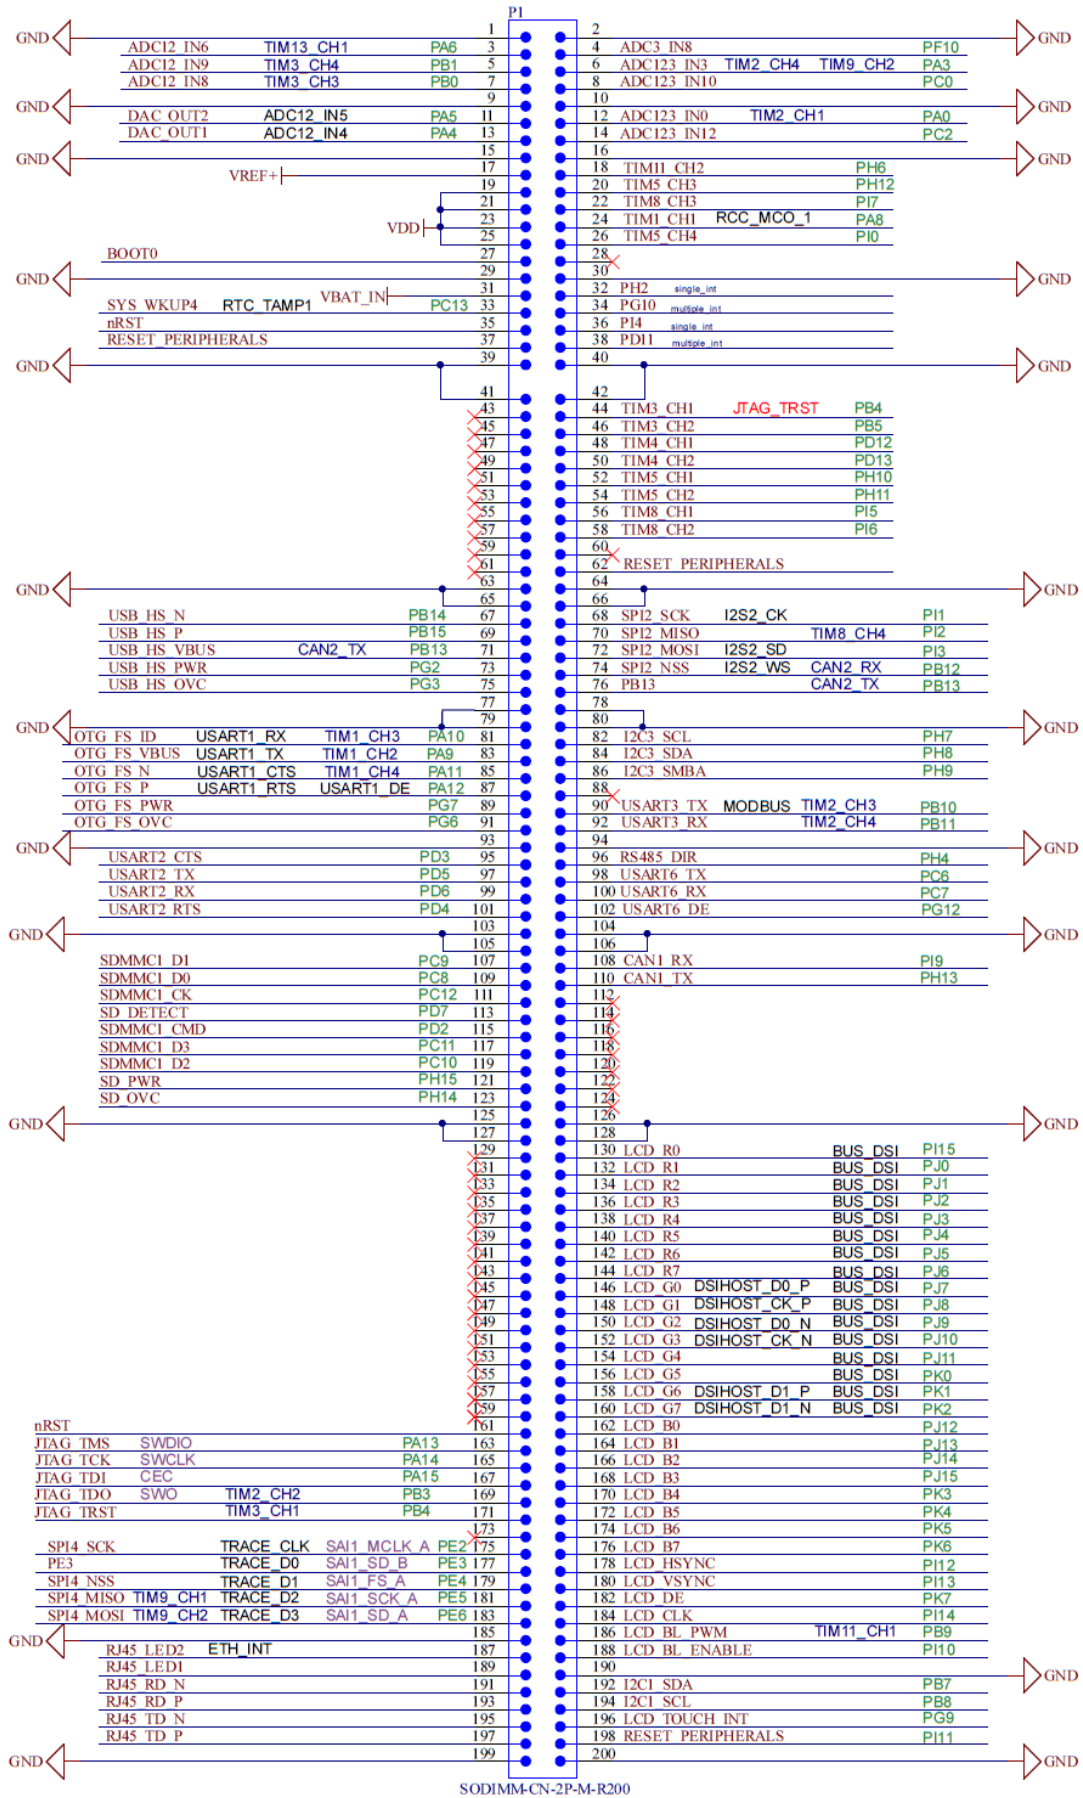 P1
1 2
GND GND
ADC12_IN6 TIM13_CH1 PA6 3 4 ADC3_IN8 PF10
ADC12_IN9 TIM3_CH4 PB1 5 6 ADC123_IN3 TIM2_CH4 TIM9_CH2 PA3
ADC12_IN8 TIM3_CH3 PB0 7 8 ADC123_IN10 PC0
GND 9 10 GND
DAC_OUT2 ADC12_IN5 PA5 11 12 ADC123_IN0 TIM2_CH1 PA0
DAC_OUT1 ADC12_IN4 PA4 13 14 ADC123_IN12 PC2
GND 15 16 GND
VREF+ 17 18 TIM11_CH2 PH6
19 20 TIM5_CH3 PH12
21 22 TIM8_CH3 PI7
VDD 23 24 TIM1_CH1 RCC_MCO_1 PA8
25 26 TIM5_CH4 PI0
BOOT0 27 28
GND 29 30 GND
VBAT_IN 31 32 PH2 single_int
SYS_WKUP4 RTC_TAMP1 PC13 33 34 PG10 multiple_int
nRST 35 36 PI4 single_int
RESET_PERIPHERALS 37 38 PD11 multiple_int
GND 39 40 GND
41 42
43 44 TIM3_CH1 JTAG_TRST PB4
45 46 TIM3_CH2 PB5
47 48 TIM4_CH1 PD12
49 50 TIM4_CH2 PD13
51 52 TIM5_CH1 PH10
53 54 TIM5_CH2 PH11
55 56 TIM8_CH1 PI5
57 58 TIM8_CH2 PI6
59 60
61 62 RESET_PERIPHERALS
GND 63 64 GND
65 66
USB_HS_N PB14 67 68 SPI2_SCK I2S2_CK PI1
USB_HS_P PB15 69 70 SPI2_MISO TIM8_CH4 PI2
USB_HS_VBUS CAN2_TX PB13 71 72 SPI2_MOSI I2S2_SD PI3
USB_HS_PWR PG2 73 74 SPI2_NSS I2S2_WS CAN2_RX PB12
USB_HS_OVC PG3 75 76 PB13 CAN2_TX PB13
77 78
GND 79 80 GND
OTG_FS_ID USART1_RX TIM1_CH3 PA10 81 82 I2C3_SCL PH7
OTG_FS_VBUS USART1_TX TIM1_CH2 PA9 83 84 I2C3_SDA PH8
OTG_FS_N USART1_CTS TIM1_CH4 PA11 85 86 I2C3_SMBA PH9
OTG_FS_P USART1_RTS USART1_DE PA12 87 88
OTG_FS_PWR PG7 89 90 USART3_TX MODBUS TIM2_CH3 PB10
OTG_FS_OVC PG6 91 92 USART3_RX TIM2_CH4 PB11
GND 93 94 GND
USART2_CTS PD3 95 96 RS485_DIR PH4
USART2_TX PD5 97 98 USART6_TX PC6
USART2_RX PD6 99 100 USART6_RX PC7
USART2_RTS PD4 101 102 USART6_DE PG12
GND 103 104 GND
105 106
SDMMC1_D1 PC9 107 108 CAN1_RX PI9
SDMMC1_D0 PC8 109 110 CAN1_TX PH13
SDMMC1_CK PC12 111 112
SD_DETECT PD7 113 114
SDMMC1_CMD PD2 115 116
SDMMC1_D3 PC11 117 118
SDMMC1_D2 PC10 119 120
SD_PWR PH15 121 122
SD_OVC PH14 123 124
GND 125 126 GND
127 128
129 130 LCD_R0 BUS_DSI PI15
131 132 LCD_R1 BUS_DSI PJ0
133 134 LCD_R2 BUS_DSI PJ1
135 136 LCD_R3 BUS_DSI PJ2
137 138 LCD_R4 BUS_DSI PJ3
139 140 LCD_R5 BUS_DSI PJ4
141 142 LCD_R6 BUS_DSI PJ5
143 144 LCD_R7 BUS_DSI PJ6
145 146 LCD_G0 DSIHOST_D0_P BUS_DSI PJ7
147 148 LCD_G1 DSIHOST_CK_P BUS_DSI PJ8
149 150 LCD_G2 DSIHOST_D0_N BUS_DSI PJ9
151 152 LCD_G3 DSIHOST_CK_N BUS_DSI PJ10
153 154 LCD_G4 BUS_DSI PJ11
155 156 LCD_G5 BUS_DSI PK0
157 158 LCD_G6 DSIHOST_D1_P BUS_DSI PK1
159 160 LCD_G7 DSIHOST_D1_N BUS_DSI PK2
nRST 161 162 LCD_B0 PJ12
JTAG_TMS SWDIO PA13 163 164 LCD_B1 PJ13
JTAG_TCK SWCLK PA14 165 166 LCD_B2 PJ14
JTAG_TDI CEC PA15 167 168 LCD_B3 PJ15
JTAG_TDO SWO TIM2_CH2 PB3 169 170 LCD_B4 PK3
JTAG_TRST TIM3_CH1 PB4 171 172 LCD_B5 PK4
173 174 LCD_B6 PK5
SPI4_SCK TRACE_CLK SAI1_MCLK_A PE2 175 176 LCD_B7 PK6
PE3 TRACE_D0 SAI1_SD_B PE3 177 178 LCD_HSYNC PI12
SPI4_NSS TRACE_D1 SAI1_FS_A PE4 179 180 LCD_VSYNC PI13
SPI4_MISO TIM9_CH1 TRACE_D2 SAI1_SCK_A PE5 181 182 LCD_DE PK7
SPI4_MOSI TIM9_CH2 TRACE_D3 SAI1_SD_A PE6 183 184 LCD_CLK PI14
GND 185 186 LCD_BL_PWM TIM11_CH1 PB9
RJ45_LED2 ETH_INT 187 188 LCD_BL_ENABLE PI10
RJ45_LED1 189 190 GND
RJ45_RD_N 191 192 I2C1_SDA PB7
RJ45_RD_P 193 194 I2C1_SCL PB8
RJ45_TD_N 195 196 LCD_TOUCH_INT PG9
RJ45_TD_P 197 198 RESET_PERIPHERALS PI11
GND 199 200 GND
SODIMM-CN-2P-M-R200